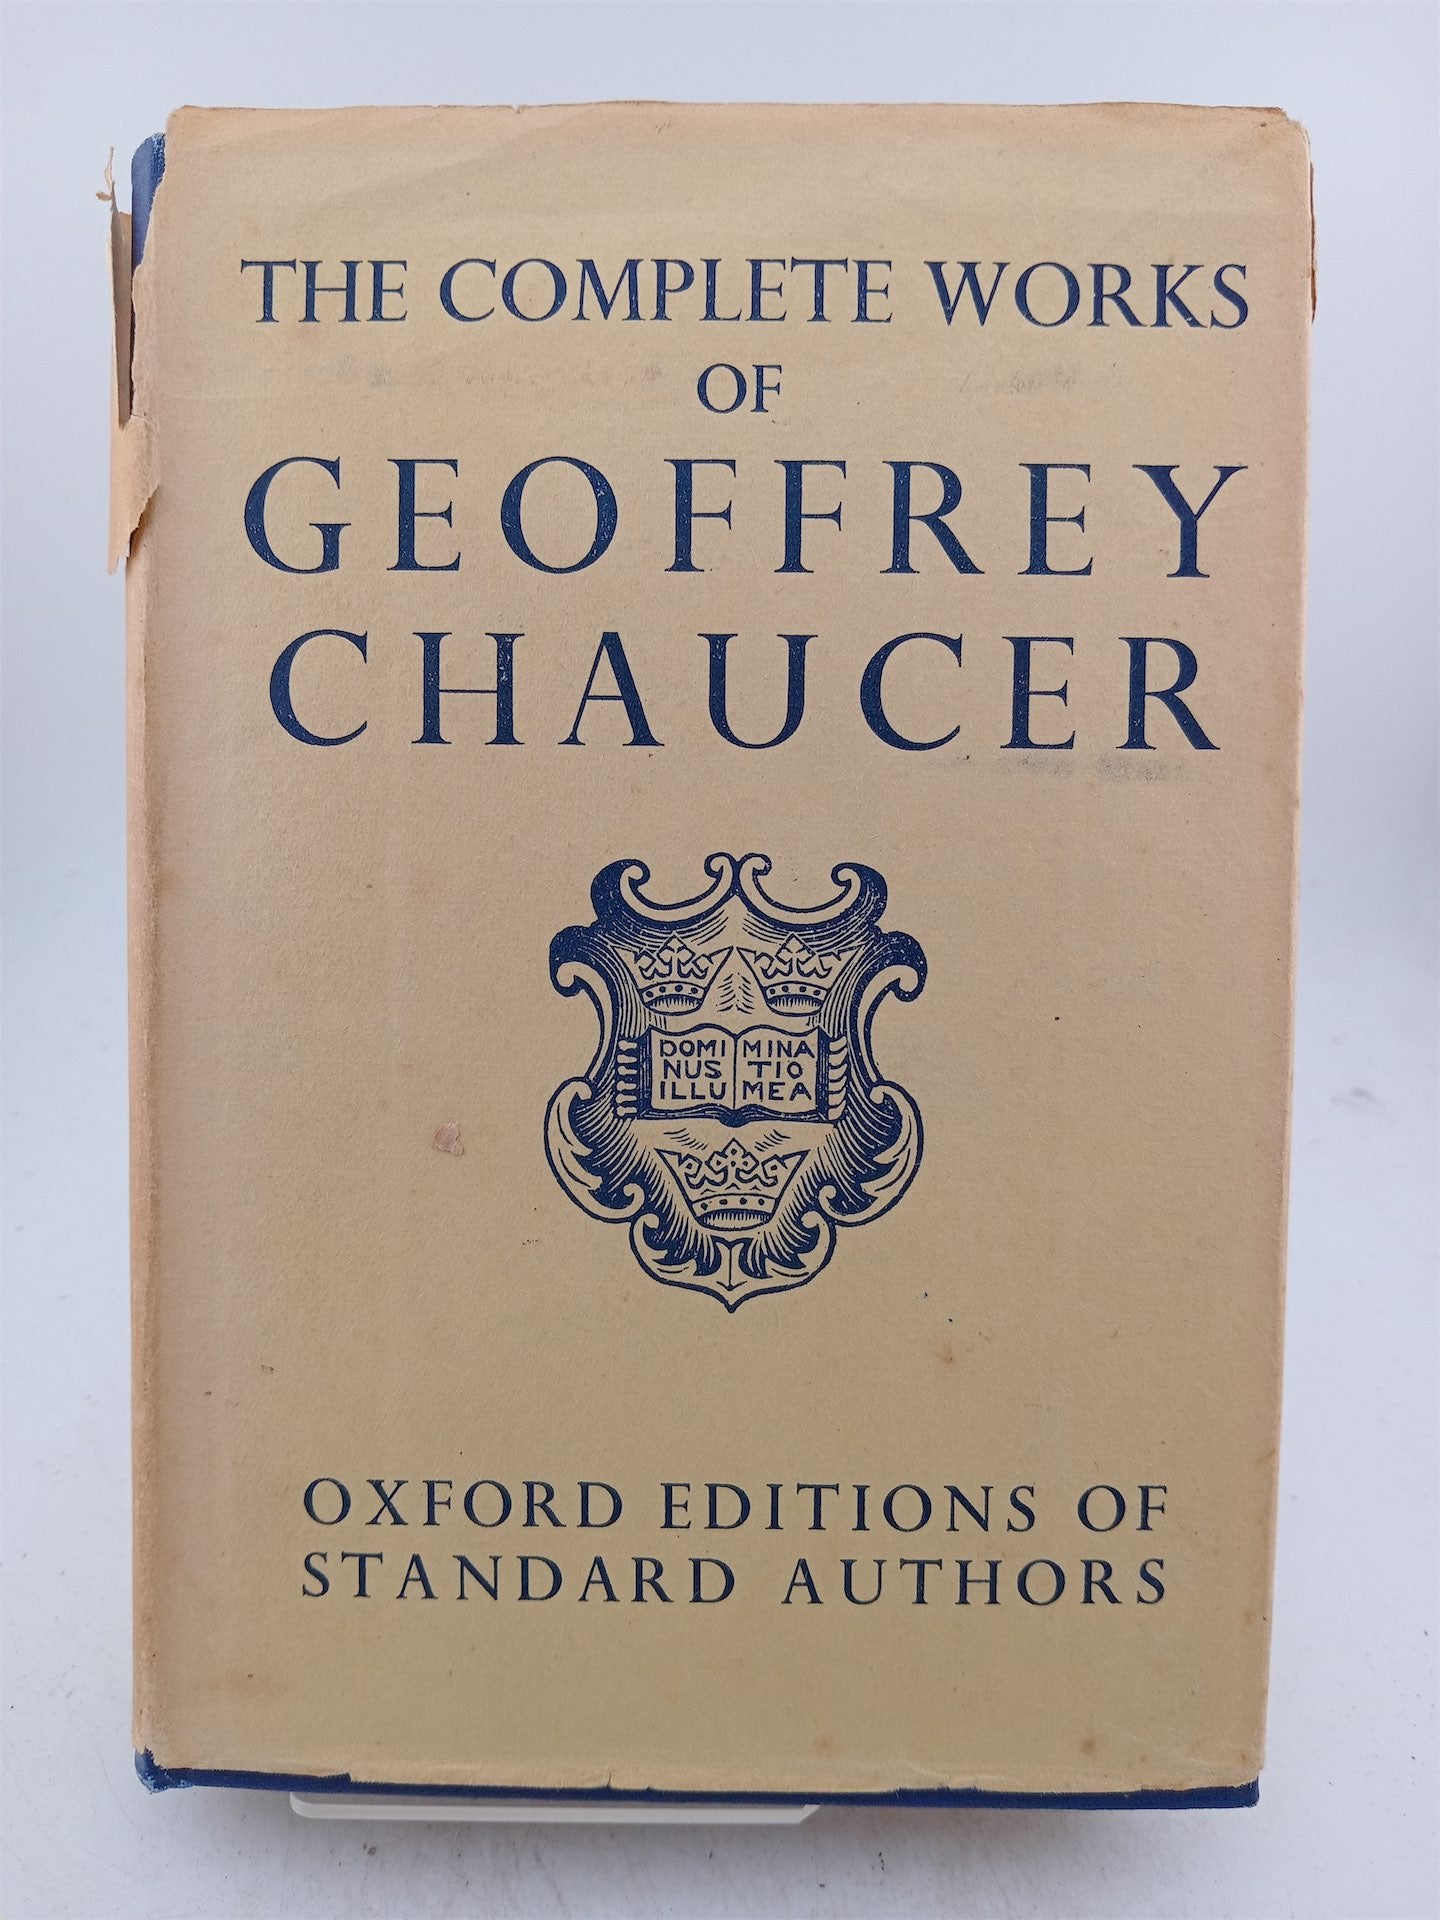 THE COMPLETE WORKS
OF
GEOFFREY
CHAUCER
DOMI MINA
NUS TIO
ILLU MEA
OXFORD EDITIONS OF
STANDARD AUTHORS